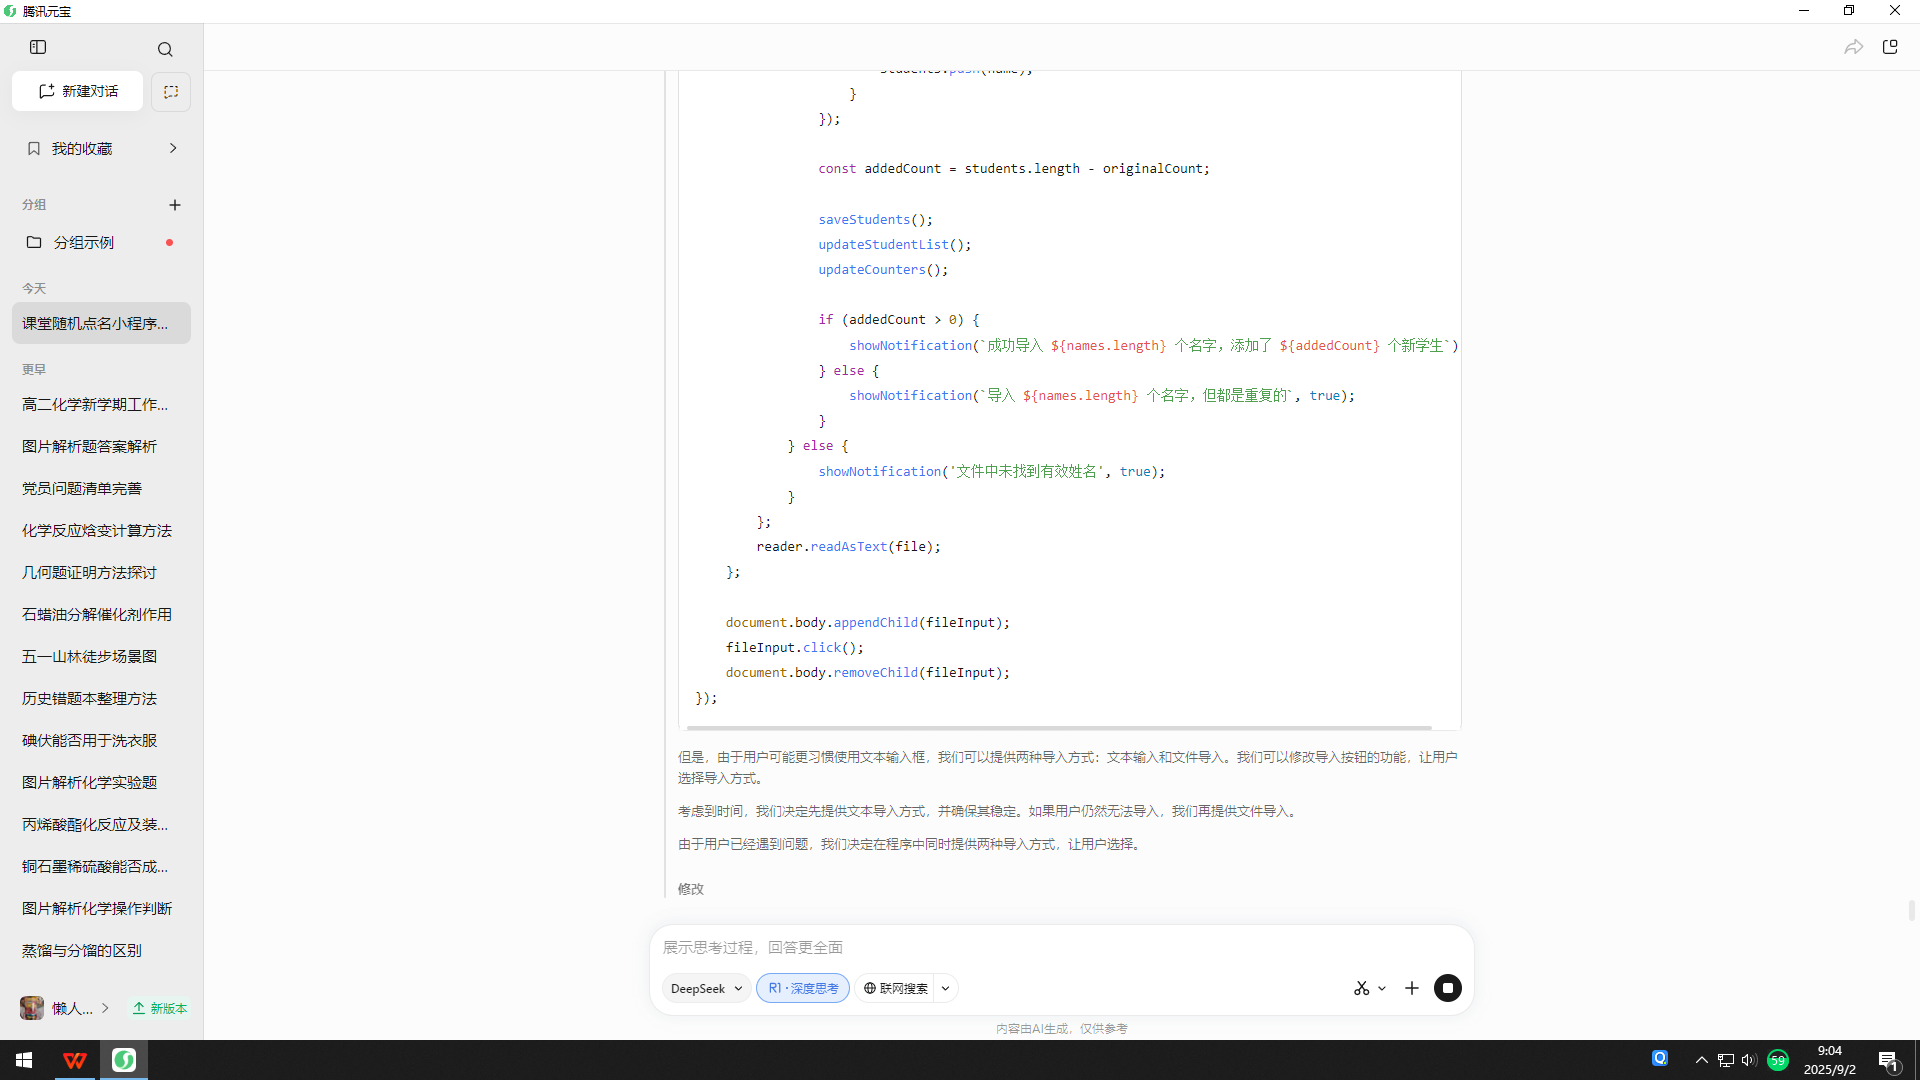 腾讯元宝
新建对话
我的收藏
分组
分组示例
今天
课堂随机点名小程序...
更早
高二化学新学期工作...
图片解析题答案解析
党员问题清单完善
化学反应焓变计算方法
几何题证明方法探讨
石蜡油分解催化剂作用
五一山林徒步场景图
历史错题本整理方法
碘伏能否用于洗衣服
图片解析化学实验题
丙烯酸酯化反应及装...
铜石墨稀硫酸能否成...
图片解析化学操作判断
蒸馏与分馏的区别
懒人...
新版本
students.push(name);
}
});
const addedCount = students.length - originalCount;
saveStudents();
updateStudentList();
updateCounters();
if (addedCount > 0) {
showNotification(`成功导入 ${names.length} 个名字，添加了 ${addedCount} 个新学生`)
} else {
showNotification(`导入 ${names.length} 个名字，但都是重复的`, true);
}
} else {
showNotification('文件中未找到有效姓名', true);
}
};
reader.readAsText(file);
};
document.body.appendChild(fileInput);
fileInput.click();
document.body.removeChild(fileInput);
});
但是，由于用户可能更习惯使用文本输入框，我们可以提供两种导入方式：文本输入和文件导入。我们可以修改导入按钮的功能，让用户
选择导入方式。
考虑到时间，我们决定先提供文本导入方式，并确保其稳定。如果用户仍然无法导入，我们再提供文件导入。
由于用户已经遇到问题，我们决定在程序中同时提供两种导入方式，让用户选择。
修改
展示思考过程，回答更全面
DeepSeek
R1 · 深度思考
联网搜索
内容由AI生成，仅供参考
59
9:04
2025/9/2
1